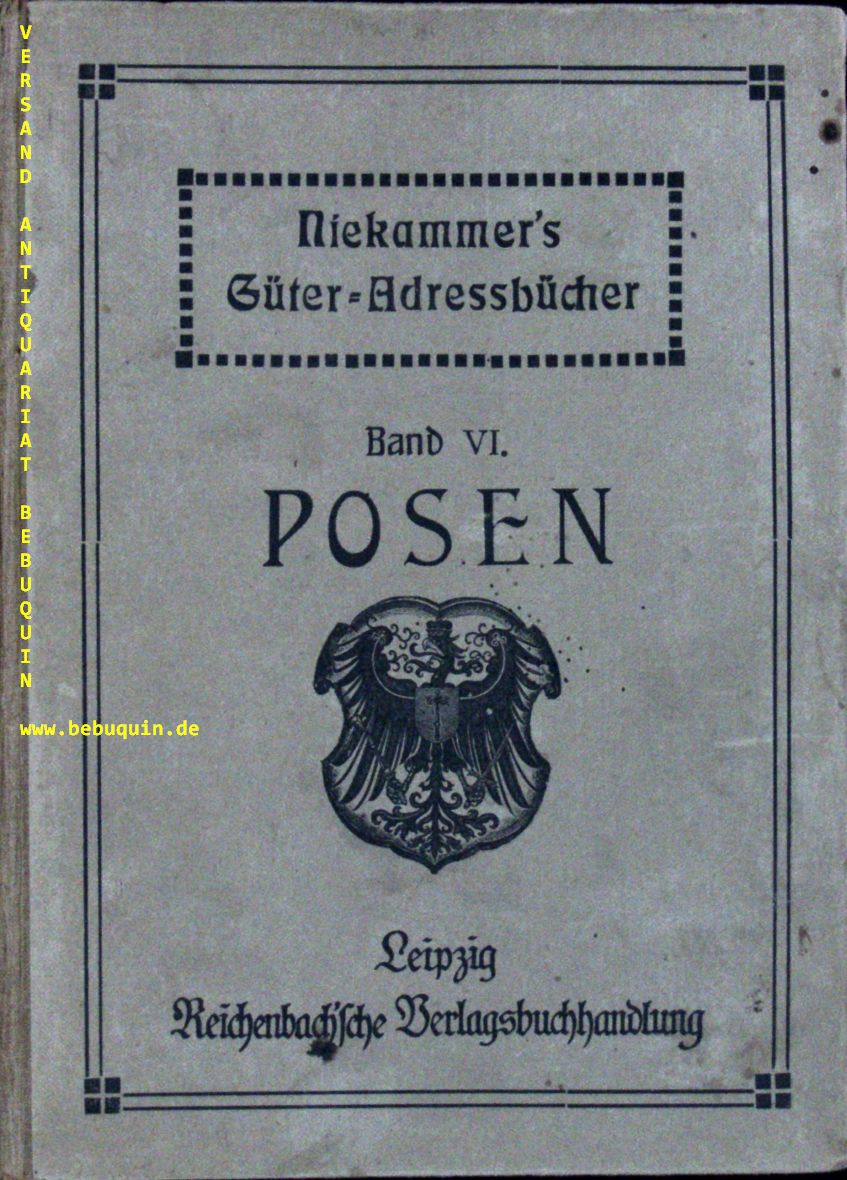 VERSAND ANTIQUARIAT BEBUQUIN
www.bebuquin.de
Niekammer's
Güter-Adressbücher
Band VI.
POSEN
Leipzig
Reichenbach'sche Verlagsbuchhandlung